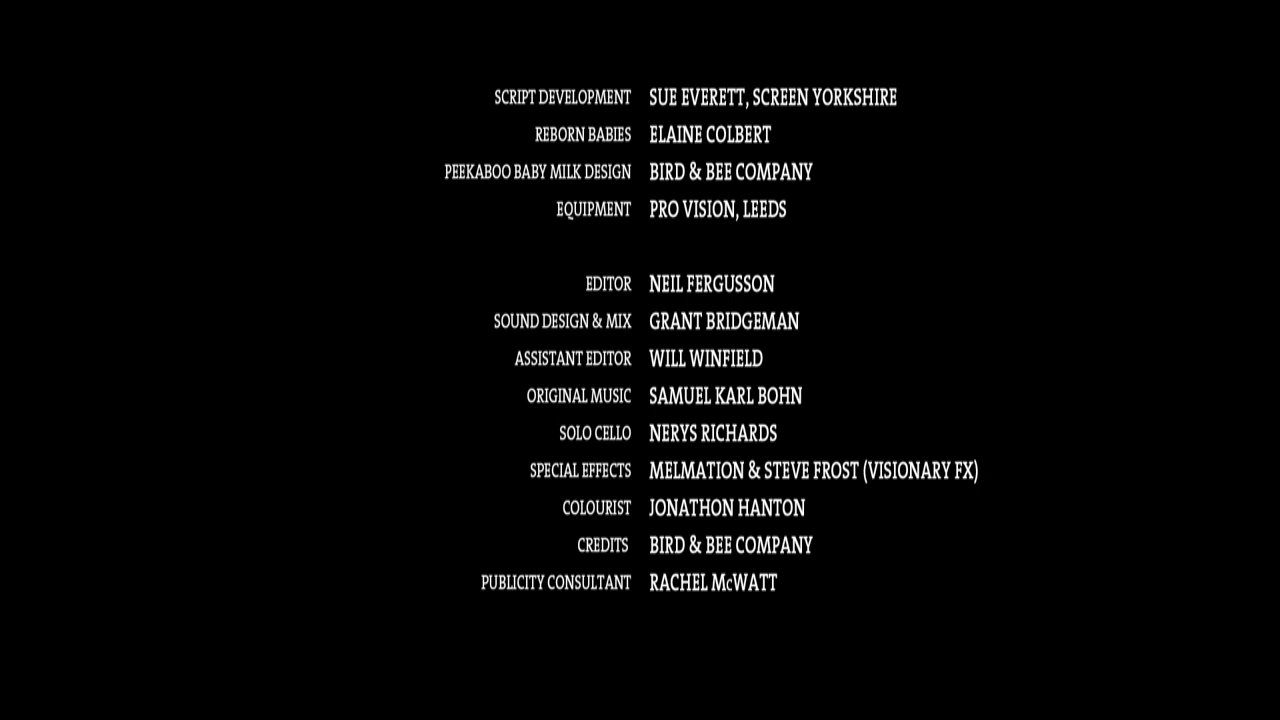 SCRIPT DEVELOPMENT SUE EVERETT, SCREEN YORKSHIRE
REBORN BABIES ELAINE COLBERT
PEEKABOO BABY MILK DESIGN BIRD & BEE COMPANY
EQUIPMENT PRO VISION, LEEDS
EDITOR NEIL FERGUSSON
SOUND DESIGN & MIX GRANT BRIDGEMAN
ASSISTANT EDITOR WILL WINFIELD
ORIGINAL MUSIC SAMUEL KARL BOHN
SOLO CELLO NERYS RICHARDS
SPECIAL EFFECTS MELMATION & STEVE FROST (VISIONARY FX)
COLOURIST JONATHON HANTON
CREDITS BIRD & BEE COMPANY
PUBLICITY CONSULTANT RACHEL McWATT